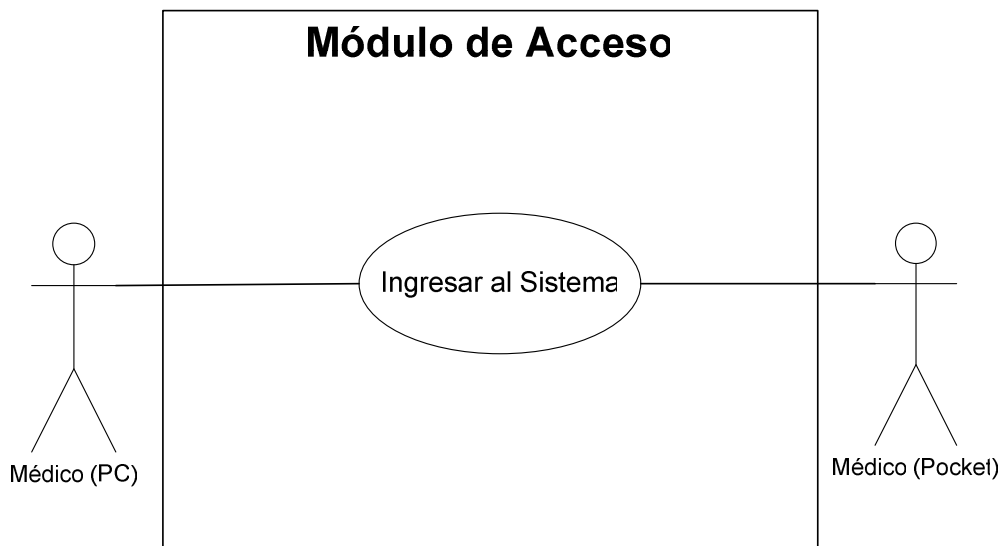 Módulo de Acceso
Ingresar al Sistema
Médico (PC)
Médico (Pocket)